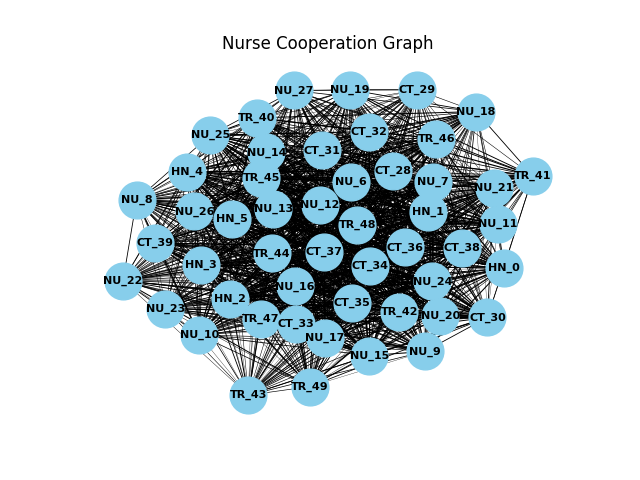 Nurse Cooperation Graph
NU_27
NU_19
CT_29
NU_18
TR_40
NU_25
CT_32
TR_46
NU_14
CT_31
HN_4
CT_28
TR_45
NU_6
NU_7
TR_41
NU_21
NU_8
NU_26
HN_5
NU_13
NU_12
HN_1
TR_48
NU_11
CT_39
CT_36
CT_38
TR_44
CT_37
HN_3
CT_34
HN_0
NU_22
NU_24
NU_16
HN_2
NU_23
CT_35
TR_42
NU_20
CT_30
TR_47
CT_33
NU_10
NU_17
NU_15
NU_9
TR_49
TR_43